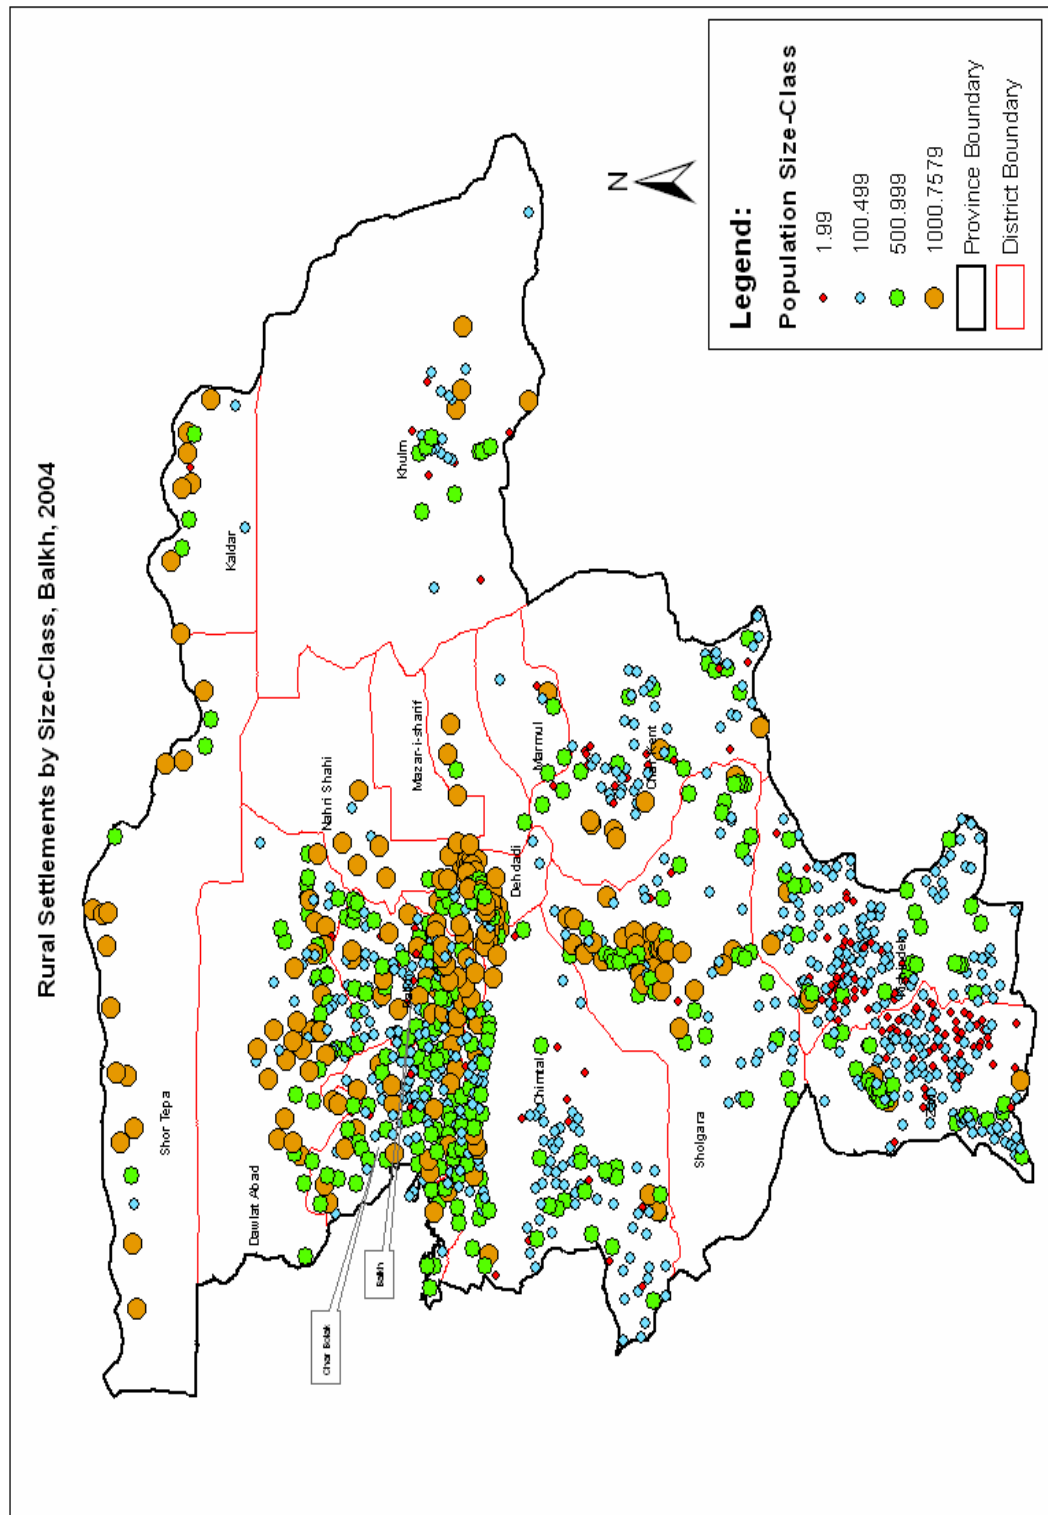 Rural Settlements by Size-Class, Balkh, 2004
Shor Tepa
Kaldar
Dawlat Abad
Nahri Shahi
Khulm
Mazar-i-sharif
Char Bolak
Balkh
Marmul
Dehdadi
Chimtal
Sholgara
N
Legend:
Population Size-Class
1.99
100.499
500.999
1000.7579
Province Boundary
District Boundary